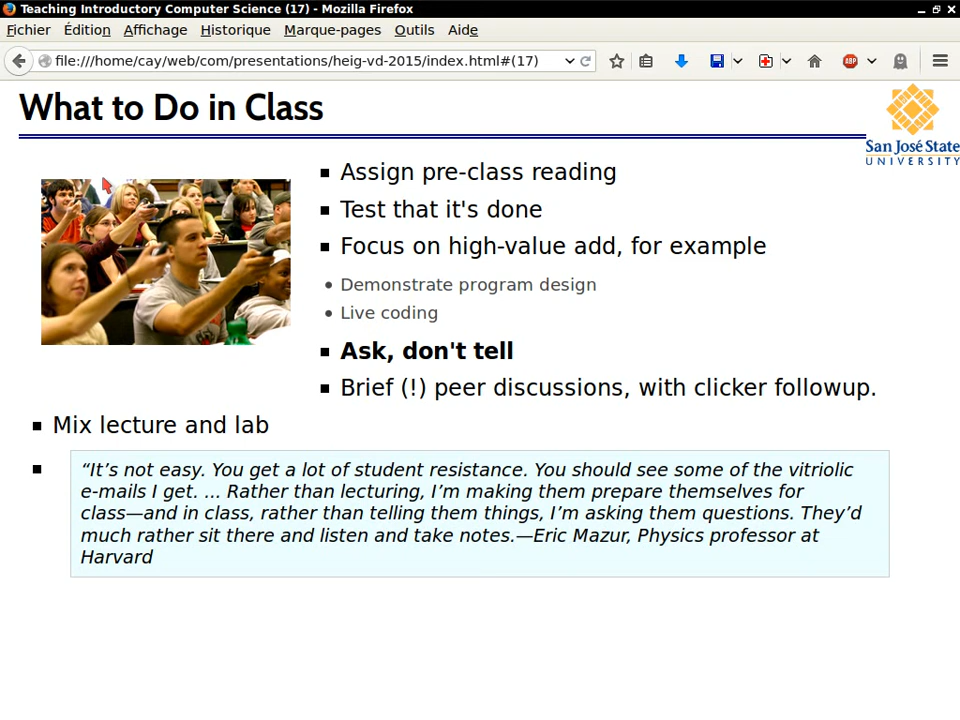 Teaching Introductory Computer Science (17) - Mozilla Firefox
Fichier Édition Affichage Historique Marque-pages Outils Aide
file:///home/cay/web/com/presentations/heig-vd-2015/index.html#(17)
ABP
What to Do in Class
San José State
UNIVERSITY
Assign pre-class reading
Test that it's done
Focus on high-value add, for example
Demonstrate program design
Live coding
Ask, don't tell
Brief (!) peer discussions, with clicker followup.
Mix lecture and lab
“It’s not easy. You get a lot of student resistance. You should see some of the vitriolic
e-mails I get. ... Rather than lecturing, I’m making them prepare themselves for
class—and in class, rather than telling them things, I’m asking them questions. They’d
much rather sit there and listen and take notes.—Eric Mazur, Physics professor at
Harvard